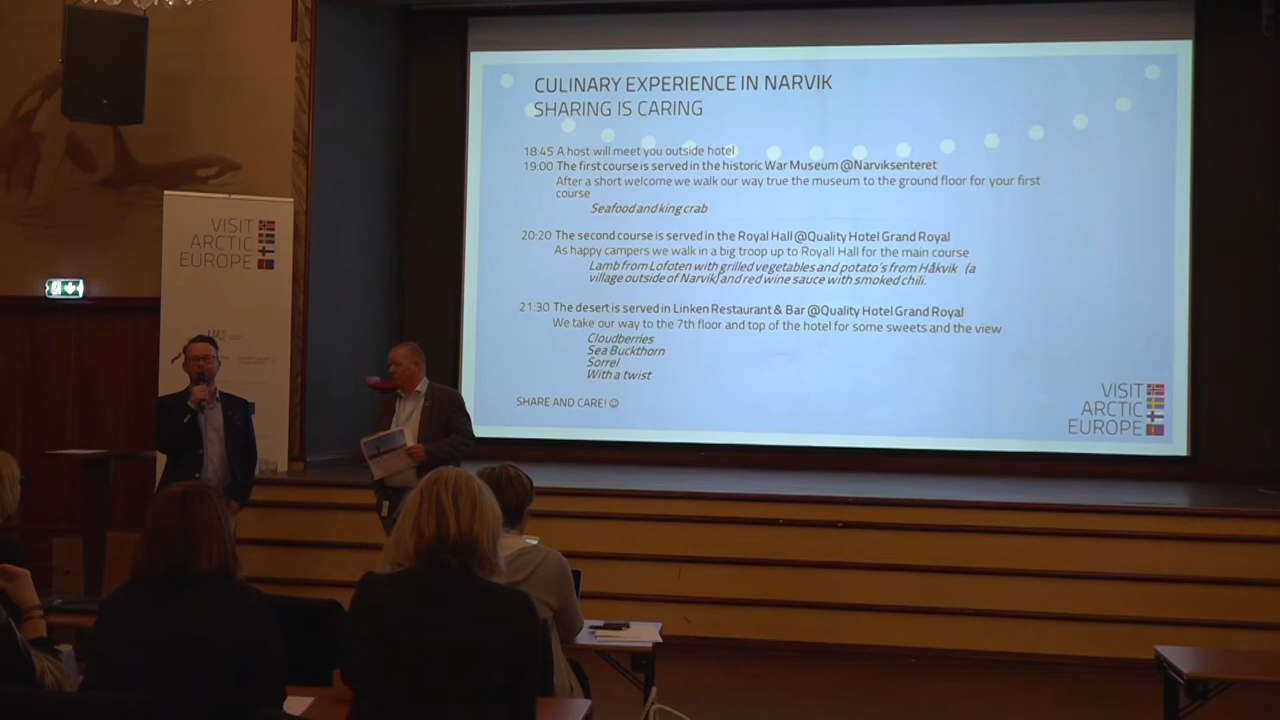 CULINARY EXPERIENCE IN NARVIK
SHARING IS CARING
18:45 A host will meet you outside hotel
19:00 The first course is served in the historic War Museum @Narviksenteret
After a short welcome we walk our way true the museum to the ground floor for your first
course
Seafood and king crab
20:20 The second course is served in the Royal Hall @Quality Hotel Grand Royal
As happy campers we walk in a big troop up to Royall Hall for the main course
Lamb from Lofoten with grilled vegetables and potato's from Håkvik (a
village outside of Narvik) and red wine sauce with smoked chili.
21:30 The desert is served in Linken Restaurant & Bar @Quality Hotel Grand Royal
We take our way to the 7th floor and top of the hotel for some sweets and the view
Cloudberries
Sea Buckthorn
Sorrel
With a twist
SHARE AND CARE! ☺
VISIT
ARCTIC
EUROPE
VISIT
ARCTIC
EUROPE